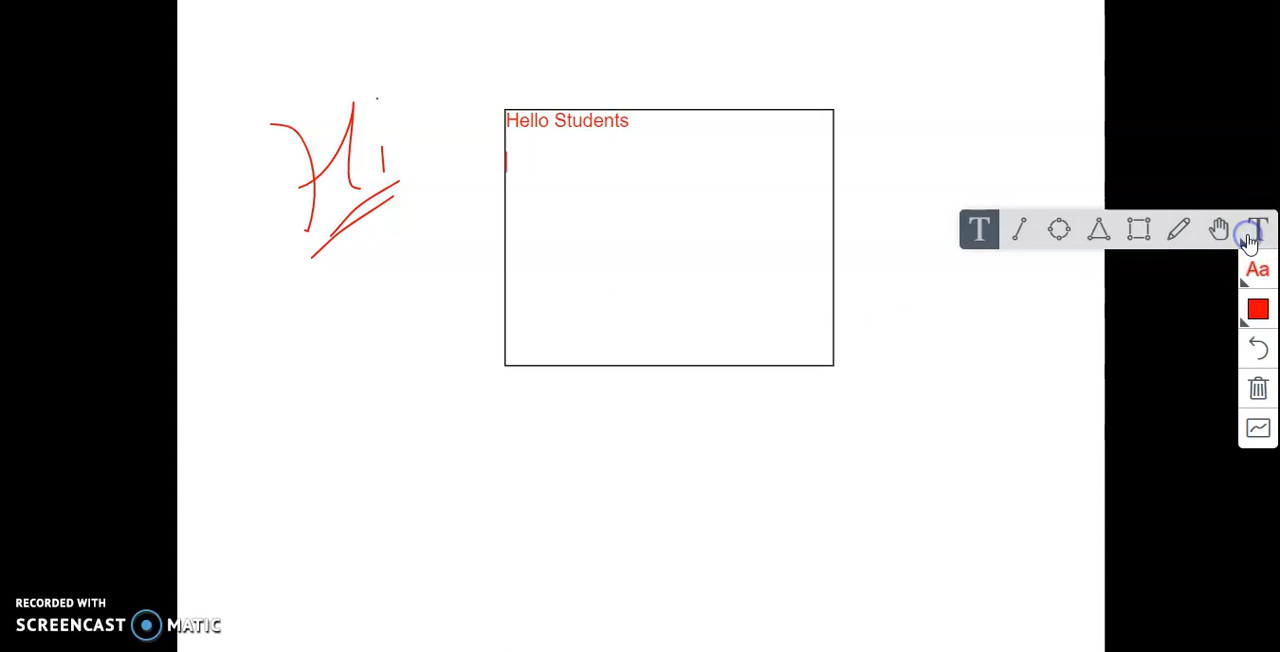 Hi
Hello Students
T
T
Aa
RECORDED WITH
SCREENCAST MATIC